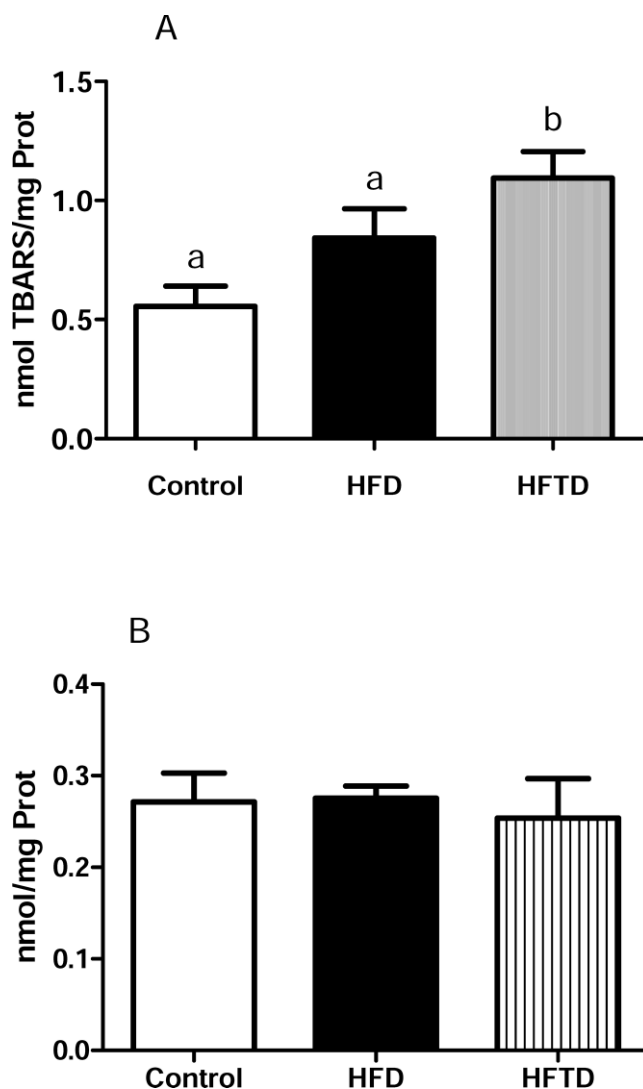 A
1.5
1.0
0.5
0.0
nmol TBARS/mg Prot
a
a
b
Control HFD HFTD
B
0.4
0.3
0.2
0.1
0.0
nmol/mg Prot
Control HFD HFTD